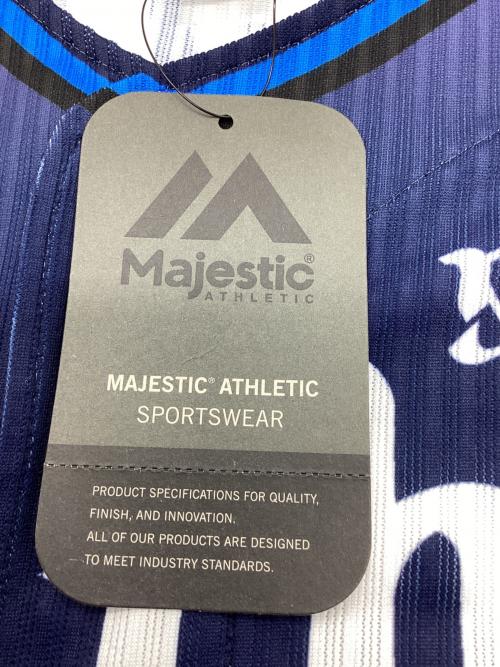 Majestic®
ATHLETIC
MAJESTIC® ATHLETIC
SPORTSWEAR
PRODUCT SPECIFICATIONS FOR QUALITY,
FINISH, AND INNOVATION.
ALL OF OUR PRODUCTS ARE DESIGNED
TO MEET INDUSTRY STANDARDS.